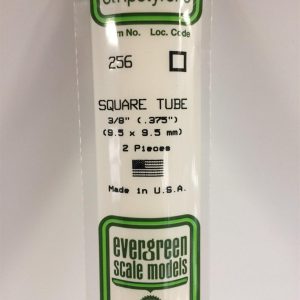 Item No. Loc. Code
256
SQUARE TUBE
3/8" (.375")
(9.5 x 9.5 mm)
2 Pieces
Made in U.S.A.
evergreen
scale models